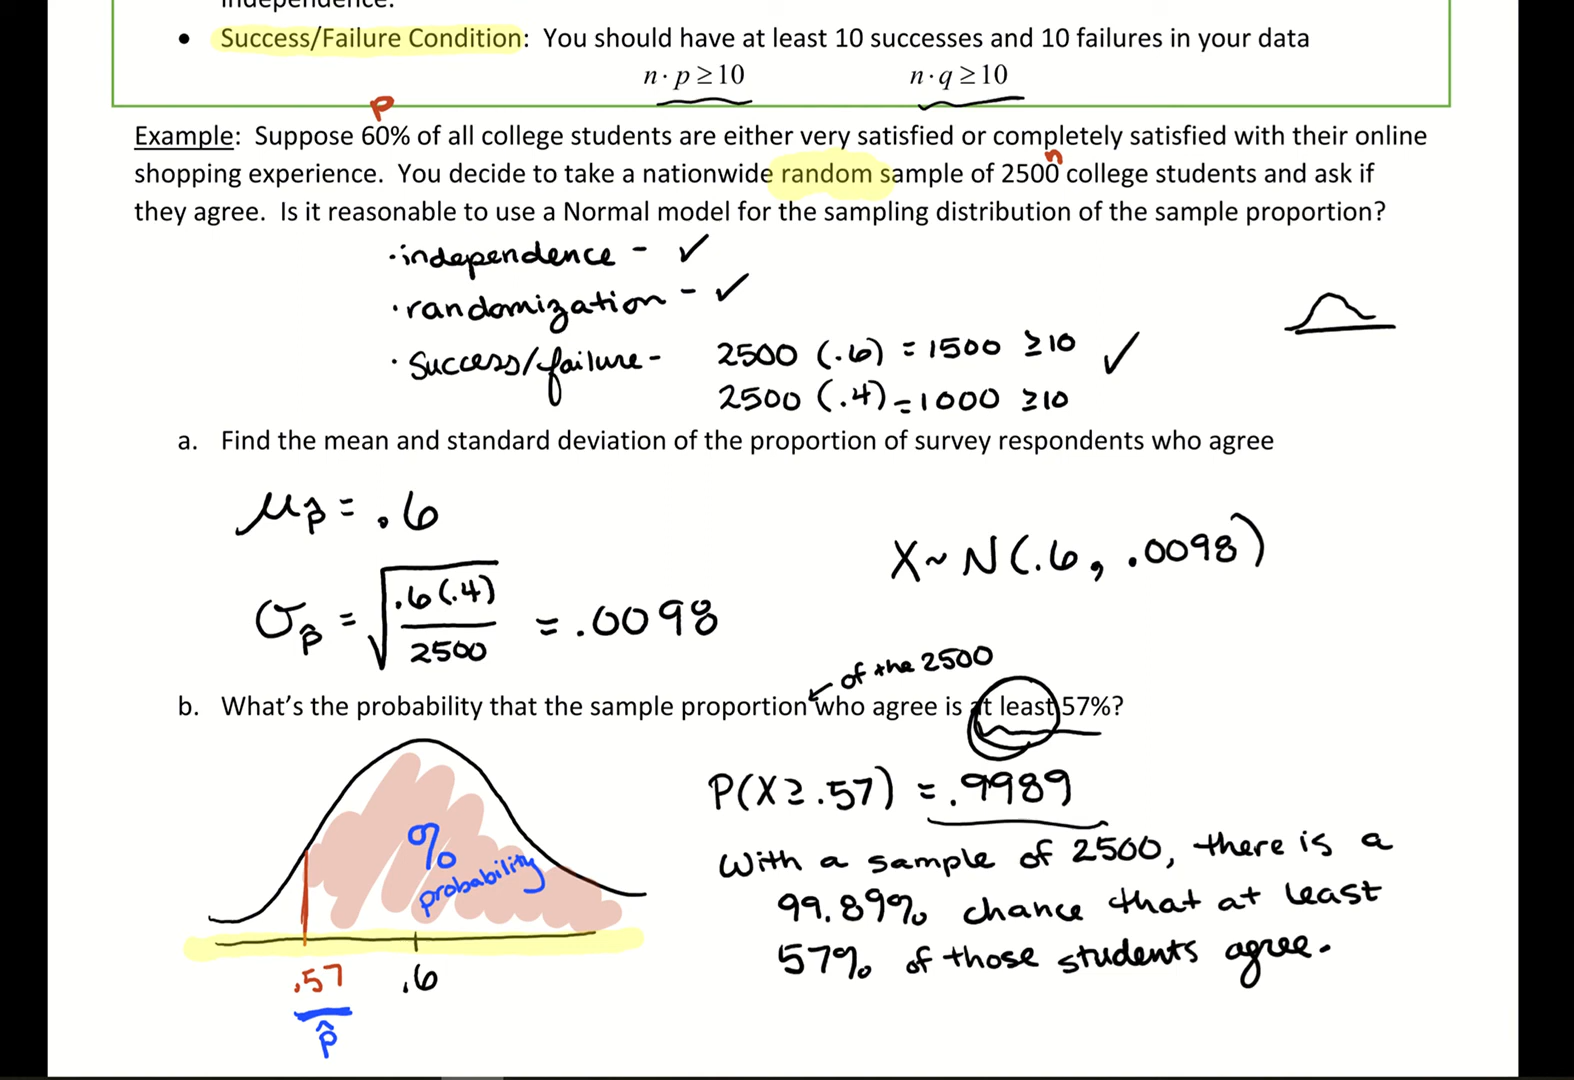 independence.
• Success/Failure Condition: You should have at least 10 successes and 10 failures in your data
n · p ≥ 10 n · q ≥ 10
p
Example: Suppose 60% of all college students are either very satisfied or completely satisfied with their online
n
shopping experience. You decide to take a nationwide random sample of 2500 college students and ask if
they agree. Is it reasonable to use a Normal model for the sampling distribution of the sample proportion?
· independence - ✓
· randomization - ✓
· Success/failure - 2500 (.6) = 1500 ≥10 ✓
2500 (.4) = 1000 ≥10
a. Find the mean and standard deviation of the proportion of survey respondents who agree
μp̂ = .6
X~ N(.6, .0098)
σp̂ = √(.6(.4)/2500) = .0098
of the 2500
b. What's the probability that the sample proportion who agree is at least 57%?
P(X≥.57) = .9989
% probability
With a sample of 2500, there is a
99.89% chance that at least
57% of those students agree.
.57 .6
p̂